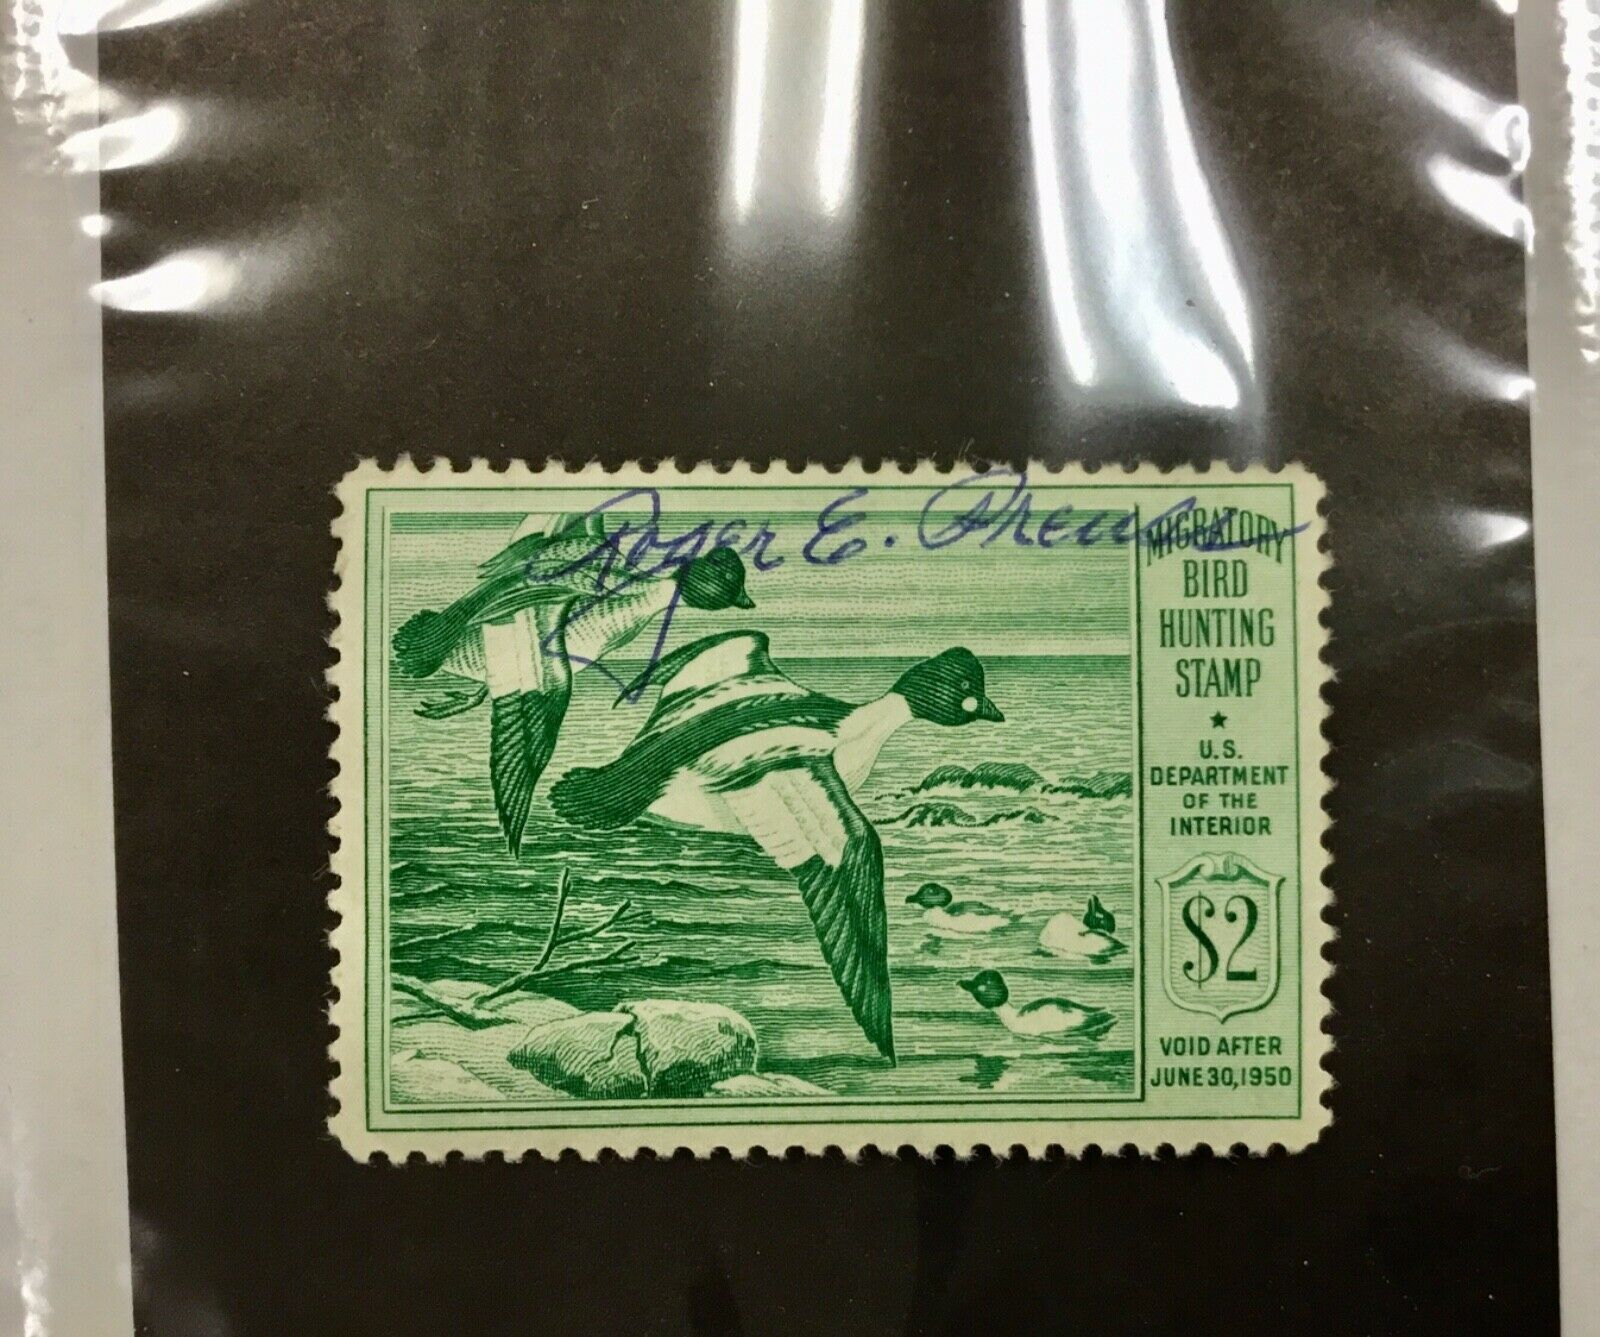 Roger E. Preuss
MIGRATORY
BIRD
HUNTING
STAMP
★
U.S.
DEPARTMENT
OF THE
INTERIOR
$2
VOID AFTER
JUNE 30, 1950